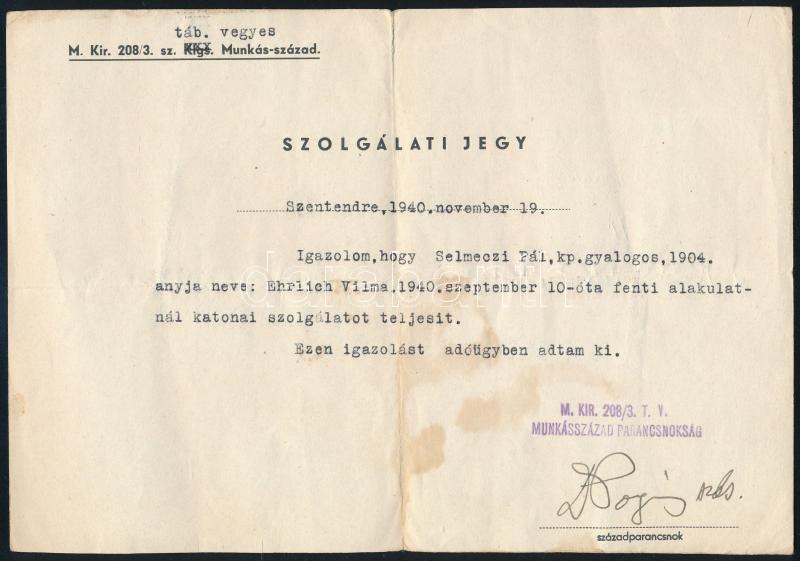 táb. vegyes
M. Kir. 208/3. sz. Kigs. Munkás-század.
SZOLGÁLATI JEGY
Szentendre,1940.november 19.
Igazolom,hogy Selmeczi Pál,kp.gyalogos,1904.
anyja neve: Ehrlich Vilma.1940.szeptember 10-óta fenti alakulat-
nál katonai szolgálatot teljesit.
Ezen igazolást adóügyben adtam ki.
darabanth
M. KIR. 208/3. T. V.
MUNKÁSSZÁZAD PARANCSNOKSÁG
századparancsnok